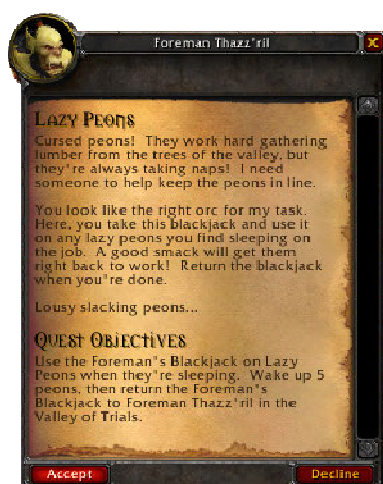 Foreman Thazz"ril
Lazy Peons
Cursed peons! They work hard gathering
lumber from the trees of the valley, but
they"re always taking naps! I need
someone to help keep the peons in line.
You look like the right orc for my task.
Here, you take this blackjack and use it
on any lazy peons you find sleeping on
the job. A good smack will get them
right back to work! Return the blackjack
when you"re done.
Lousy slacking peons...
Quest Objectives
Use the Foreman"s Blackjack on Lazy
Peons when they"re sleeping. Wake up 5
peons, then return the Foreman"s
Blackjack to Foreman Thazz"ril in the
Valley of Trials.
Accept
Decline